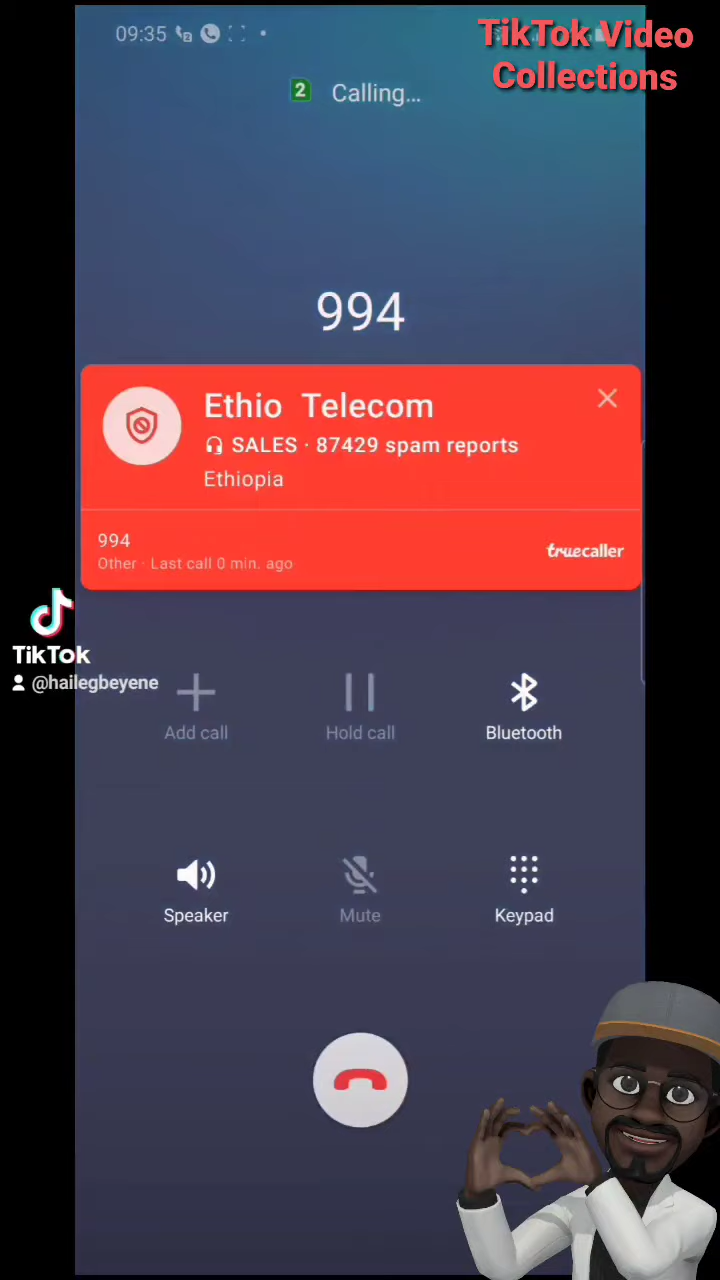 09:35
TikTok Video
Collections
2 Calling...
994
Ethio Telecom
SALES · 87429 spam reports
Ethiopia
994
Other · Last call 0 min. ago
truecaller
TikTok
@hailegbeyene
Add call
Hold call
Bluetooth
Speaker
Mute
Keypad